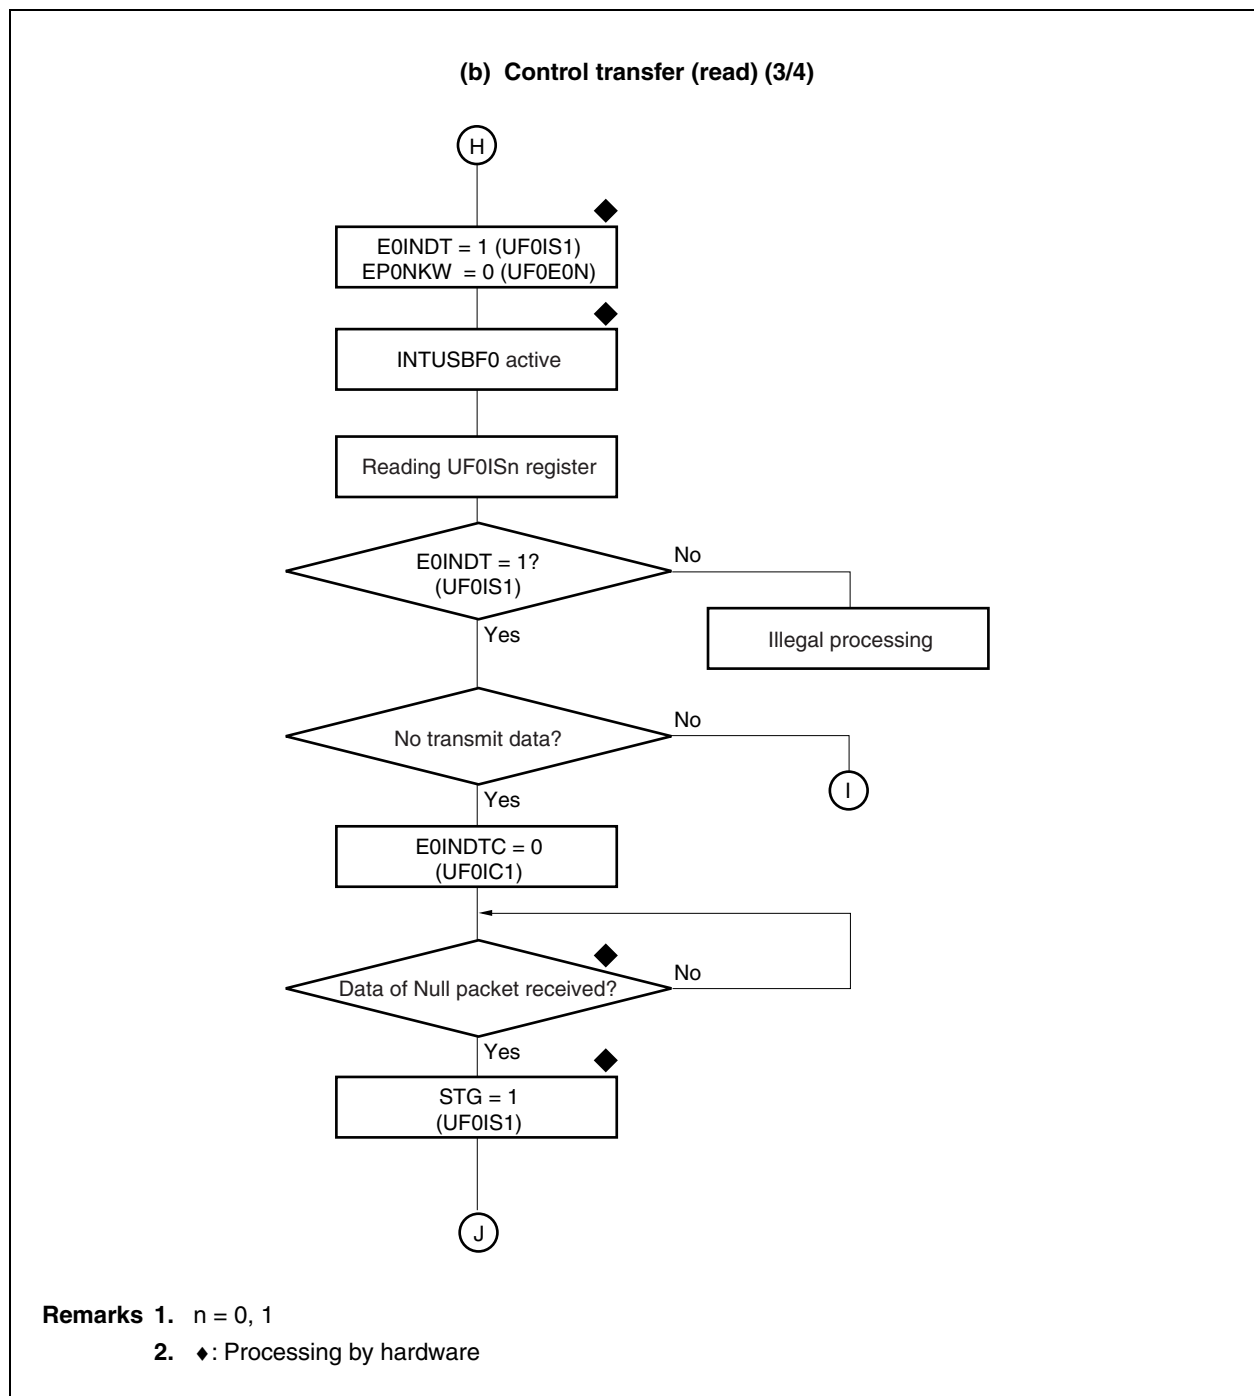 (b) Control transfer (read) (3/4)
H
E0INDT = 1 (UF0IS1)
EP0NKW = 0 (UF0E0N)
INTUSBF0 active
Reading UF0ISn register
E0INDT = 1?
(UF0IS1)
No
Illegal processing
Yes
No transmit data?
No
I
Yes
E0INDTC = 0
(UF0IC1)
Data of Null packet received?
No
Yes
STG = 1
(UF0IS1)
J
Remarks 1. n = 0, 1
2. ♦: Processing by hardware